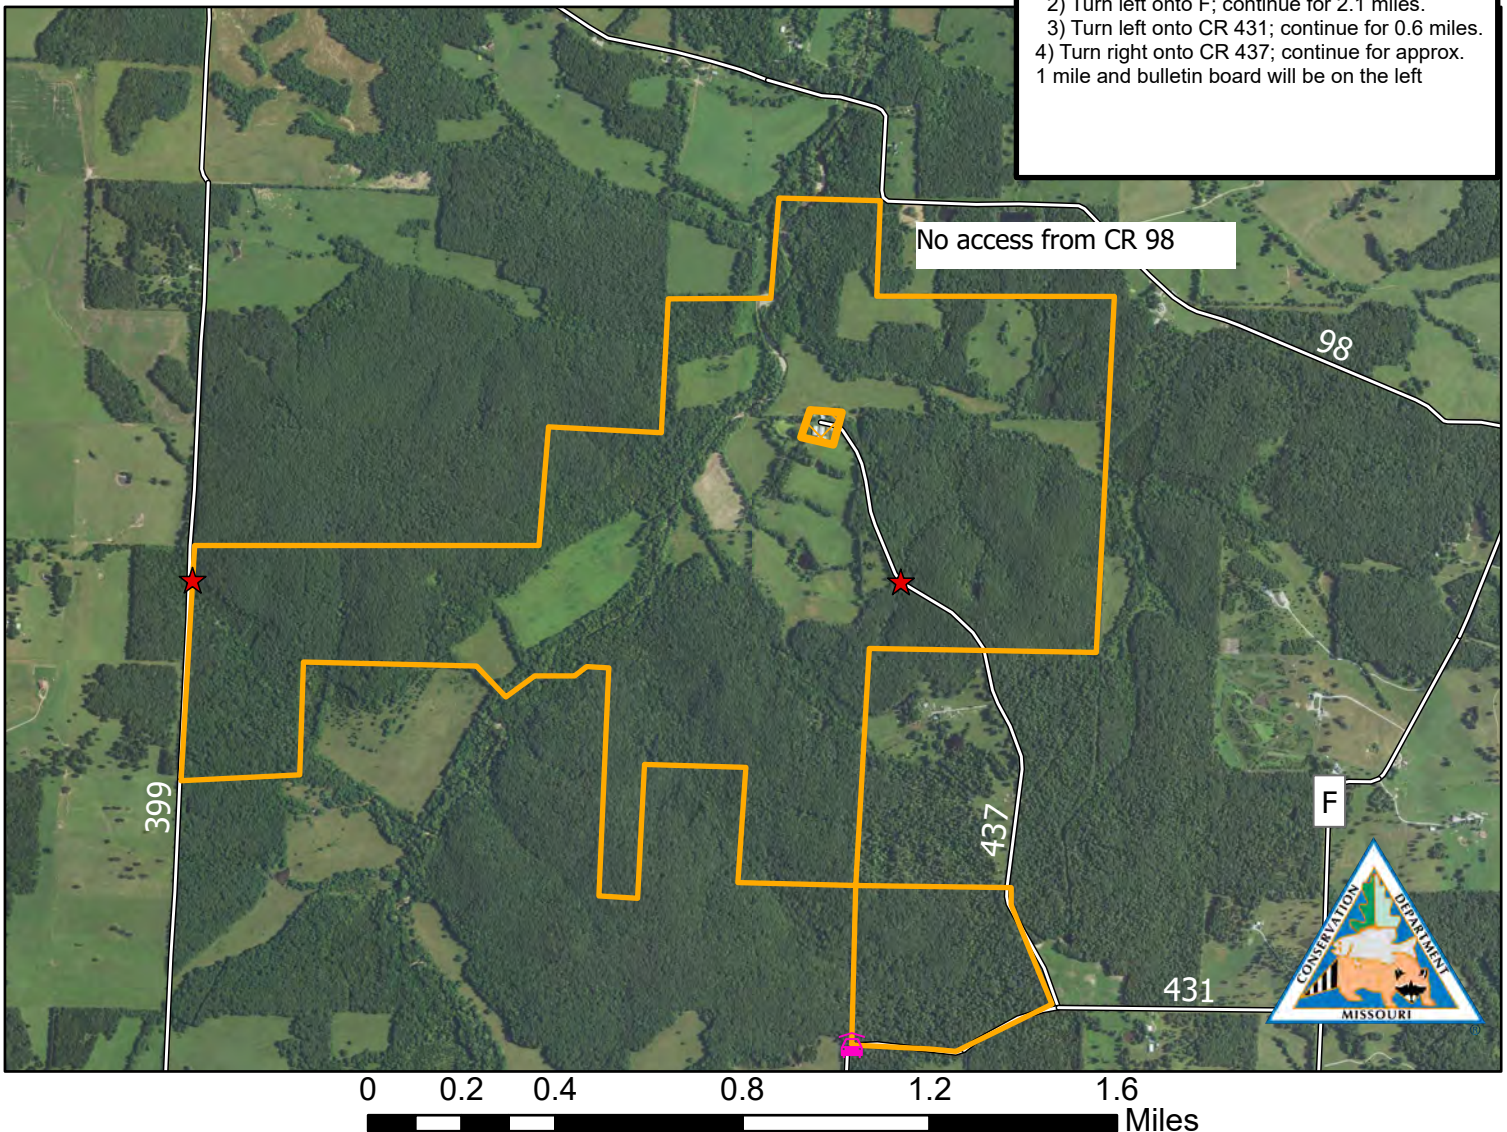 2) Turn left onto F; continue for 2.1 miles.
3) Turn left onto CR 431; continue for 0.6 miles.
4) Turn right onto CR 437; continue for approx.
1 mile and bulletin board will be on the left
No access from CR 98
98
399
437
F
431
CONSERVATION
DEPARTMENT
MISSOURI
®
0 0.2 0.4 0.8 1.2 1.6
Miles